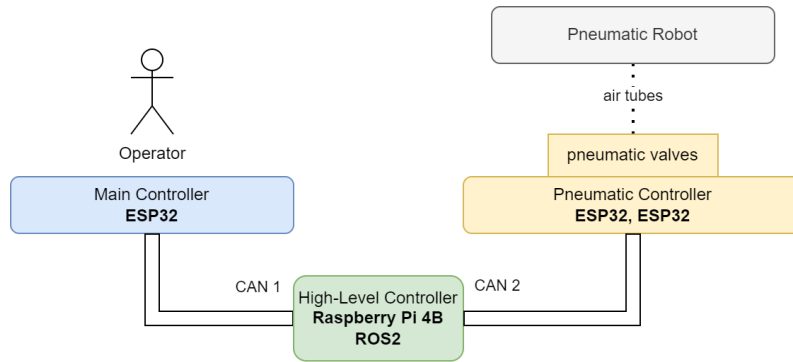 Pneumatic Robot
air tubes
Operator
pneumatic valves
Main Controller
ESP32
Pneumatic Controller
ESP32, ESP32
CAN 1
CAN 2
High-Level Controller
Raspberry Pi 4B
ROS2